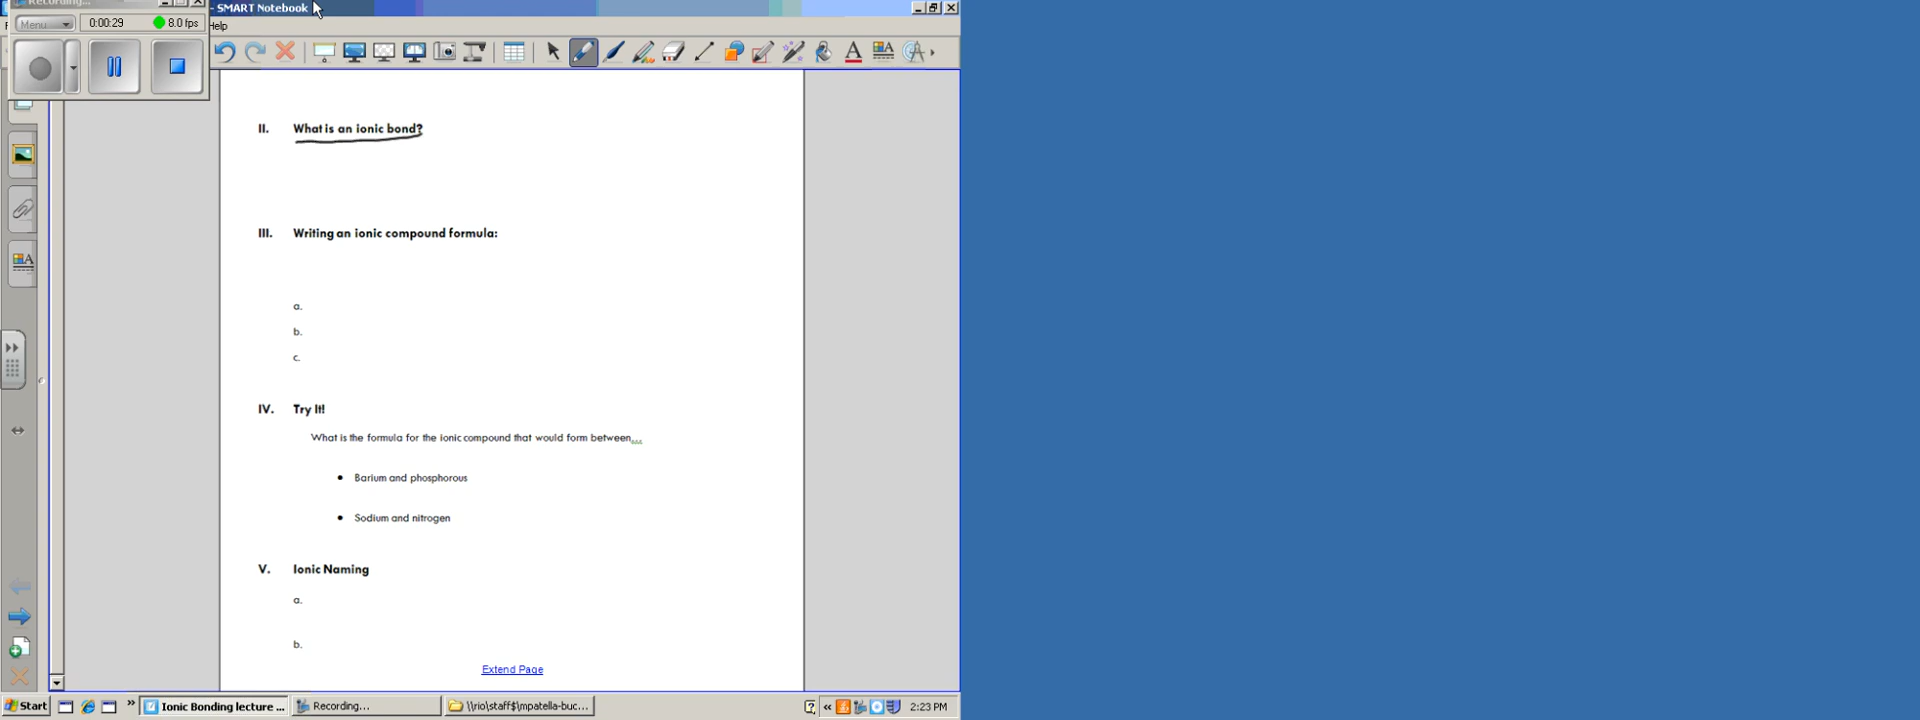 Recording...
- SMART Notebook
Menu
0:00:29
8.0 fps
Help
II. What is an ionic bond?
III. Writing an ionic compound formula:
a.
b.
c.
IV. Try It!
What is the formula for the ionic compound that would form between...
• Barium and phosphorous
• Sodium and nitrogen
V. Ionic Naming
a.
b.
Extend Page
Start
Ionic Bonding lecture ...
Recording...
\\rio\staff$\mpatella-buc...
2:23 PM